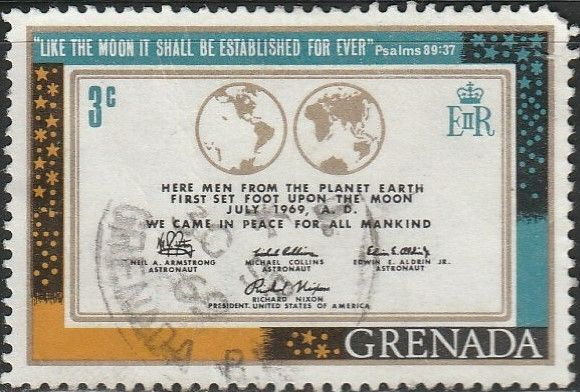 "LIKE THE MOON IT SHALL BE ESTABLISHED FOR EVER" Psalms 89:37
3c
EIIR
HERE MEN FROM THE PLANET EARTH
FIRST SET FOOT UPON THE MOON
JULY 1969, A. D.
WE CAME IN PEACE FOR ALL MANKIND
NEIL A. ARMSTRONG
ASTRONAUT
MICHAEL COLLINS
ASTRONAUT
EDWIN E. ALDRIN JR.
ASTRONAUT
RICHARD NIXON
PRESIDENT, UNITED STATES OF AMERICA
GRENADA
GRENADA